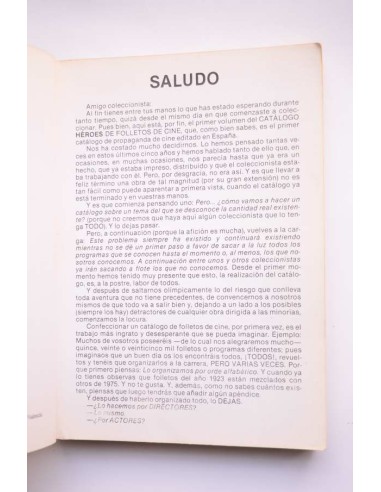 SALUDO
Amigo coleccionista:
Al fin tienes entre tus manos lo que has estado esperando durante
tanto tiempo, quizá desde el mismo día en que comenzaste a colec-
cionar. Pues bien, aquí está, por fin, el primer volumen del CATÁLOGO
HÉROES DE FOLLETOS DE CINE, que, como bien sabes, es el primer
catálogo de propaganda de cine editado en España.
Nos ha costado mucho decidirnos. Lo hemos pensado tantas ve-
ces en estos últimos cinco años y hemos hablado tanto de ello que, en
ocasiones, en muchas ocasiones, nos parecía que ya era un
hecho, que ya estaba impreso, distribuido y que el coleccionista esta-
ba trabajando con él. Pero, por desgracia, no era así. Y es que llevar a
feliz término una obra de tal magnitud (por su gran extensión) no es
tan fácil como puede aparentar a primera vista, cuando el catálogo ya
está terminado y en vuestras manos.
Y es que comienza pensando uno: Pero... ¿cómo vamos a hacer un
catálogo sobre un tema del que se desconoce la cantidad real existen-
te? (porque no creemos que haya aquí algún coleccionista que lo ten-
ga TODO). Y lo dejas pasar.
Pero, a continuación (porque la afición es mucha), vuelves a la car-
ga: Este problema siempre ha existido y continuará existiendo
mientras no se dé un primer paso a favor de sacar a la luz todos los
programas que se conocen hasta el momento o, al menos, los que no-
sotros conocemos. A continuación entre unos y otros coleccionistas
ya irán sacando a flote los que no conocemos. Desde el primer mo-
mento hemos tenido muy presente que esto, la realización del catálo-
go, es, a la postre, labor de todos.
Y después de saltarnos olímpicamente lo del riesgo que conlleva
toda aventura que no tiene precedentes, de convencernos a nosotros
mismos de que todo va a salir bien y, dejando a un lado a los posibles
(siempre los hay) detractores de cualquier obra dirigida a las minorías,
comenzamos la locura.
Confeccionar un catálogo de folletos de cine, por primera vez, es el
trabajo más ingrato y desesperante que se pueda imaginar. Ejemplo:
Muchos de vosotros poseeréis —de lo cual nos alegraremos mucho—
quince, veinte o veinticinco mil folletos o programas diferentes; pues
imaginaos que un buen día os los encontráis todos, ¡TODOS!, revuel-
tos y tenéis que organizarlos a la carrera, PERO VARIAS VECES. Por-
que primero piensas: Lo organizamos por orde alfabético. Y cuando ya
lo tienes observas que folletos del año 1923 están mezclados con
otros de 1975. Y no te gusta. Y, además, como no sabes cuántos exis-
ten, piensas que luego tendrás que añadir algún apéndice.
Y después de haberlo organizado todo, lo DEJAS.
—¿Lo hacemos por DIRECTORES?
—Lo mismo.
—¿Por ACTORES?